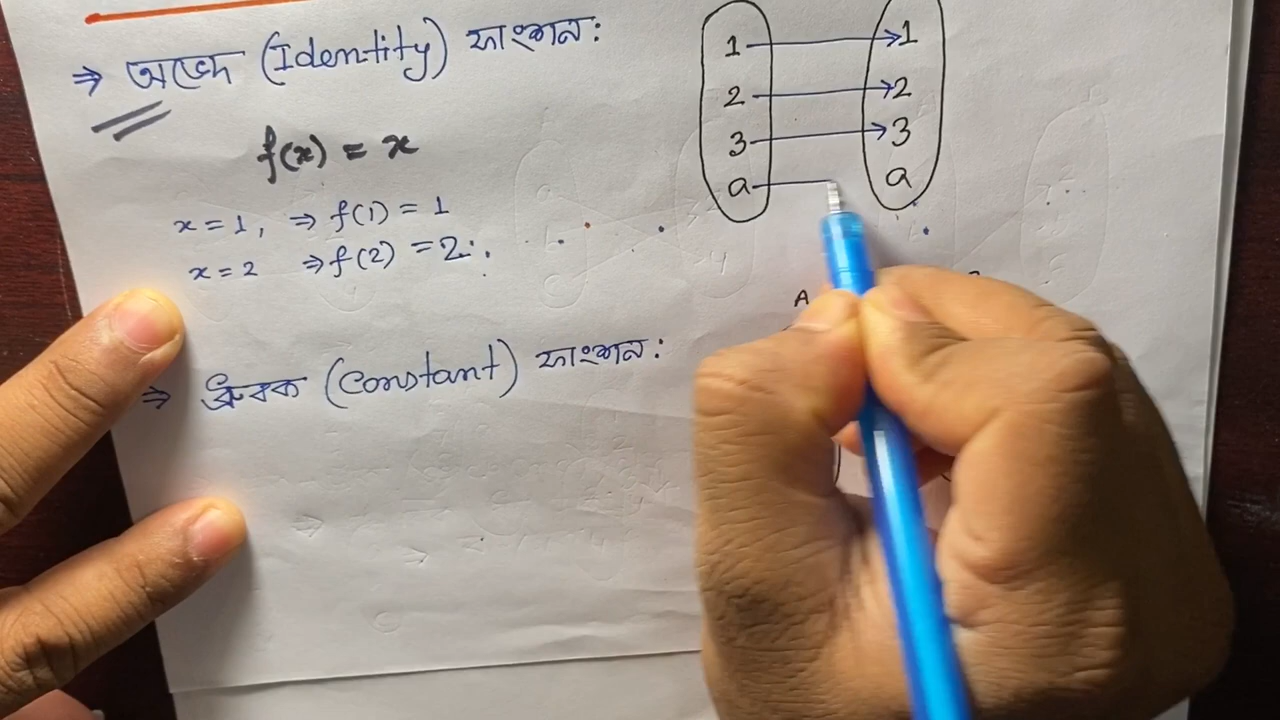 ⇒ অভেদ (Identity) ফাংশন:
f(x) = x
x = 1, ⇒ f(1) = 1
x = 2 ⇒ f(2) = 2
⇒ ধ্রুবক (Constant) ফাংশন:
1 → 1
2 → 2
3 → 3
a a
A